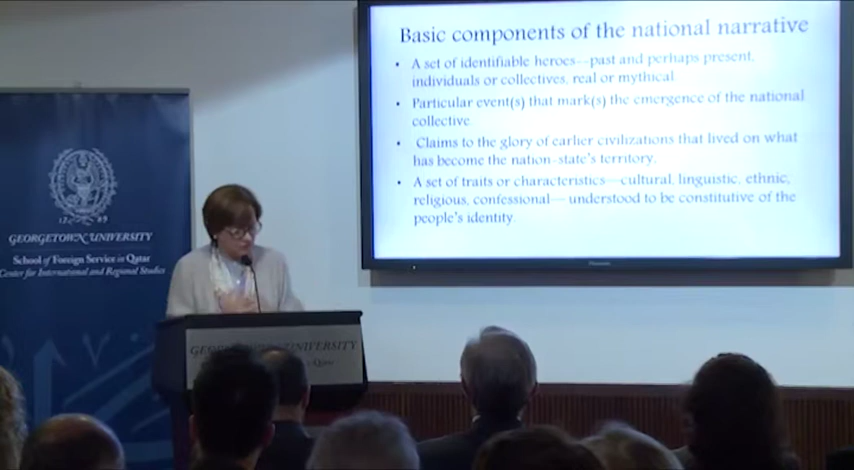 Basic components of the national narrative
• A set of identifiable heroes—past and perhaps present,
individuals or collectives, real or mythical
• Particular event(s) that mark(s) the emergence of the national
collective
• Claims to the glory of earlier civilizations that lived on what
has become the nation-state's territory.
• A set of traits or characteristics—cultural, linguistic, ethnic,
religious, confessional— understood to be constitutive of the
people's identity.
17 89
GEORGETOWN UNIVERSITY
School of Foreign Service in Qatar
Center for International and Regional Studies
UNIVERSITY
Qatar